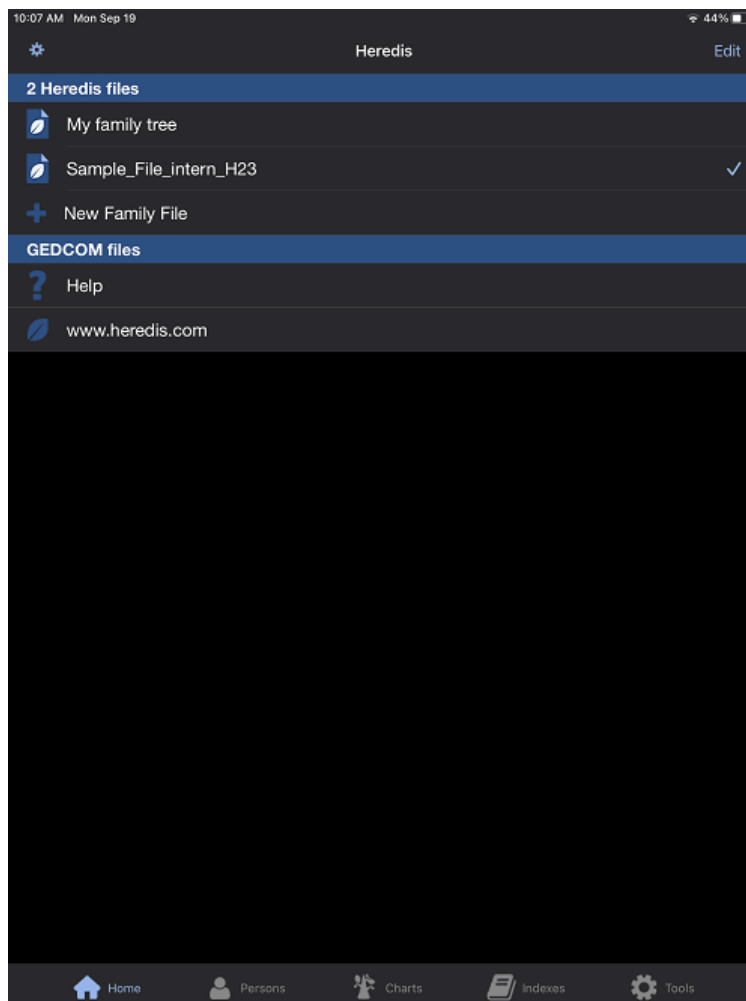 10:07 AM Mon Sep 19 44%
Heredis Edit
2 Heredis files
My family tree
Sample_File_intern_H23
New Family File
GEDCOM files
Help
www.heredis.com
Home Persons Charts Indexes Tools